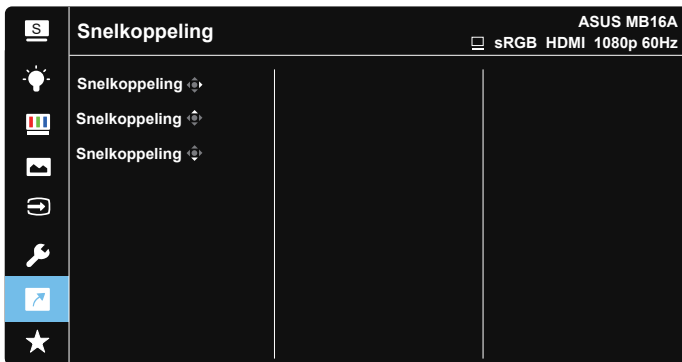 S
Snelkoppeling
ASUS MB16A
sRGB HDMI 1080p 60Hz
Snelkoppeling
Snelkoppeling
Snelkoppeling